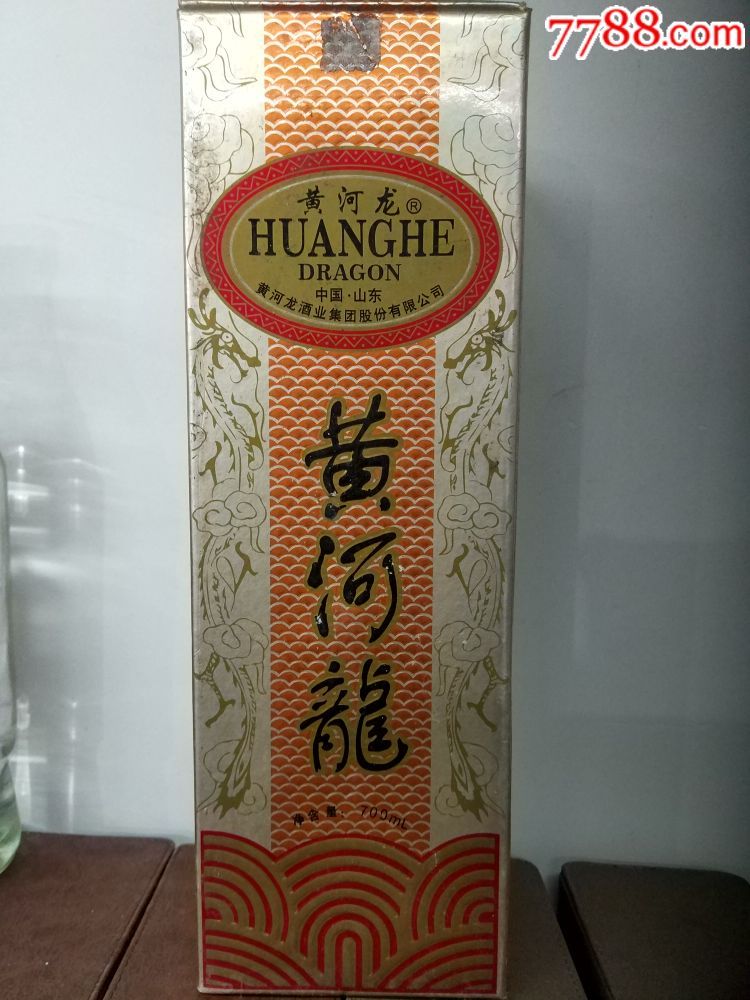 7788.com
黄河龙®
HUANGHE
DRAGON
中国·山东
黄河龙酒业集团股份有限公司
黄
河
龍
净含量:700mL